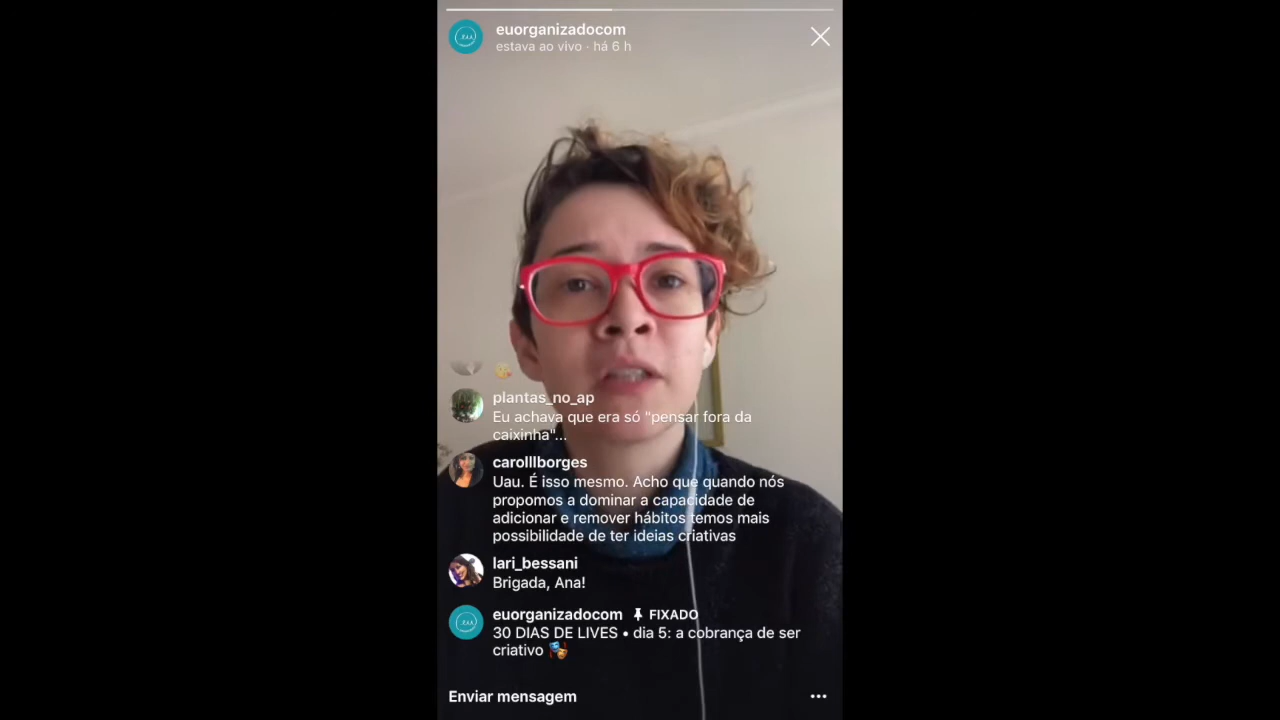 euorganizadocom
estava ao vivo · há 6 h
plantas_no_ap
Eu achava que era só "pensar fora da
caixinha"...
carolllborges
Uau. É isso mesmo. Acho que quando nós
propomos a dominar a capacidade de
adicionar e remover hábitos temos mais
possibilidade de ter ideias criativas
lari_bessani
Brigada, Ana!
euorganizadocom FIXADO
30 DIAS DE LIVES • dia 5: a cobrança de ser
criativo 🎭
Enviar mensagem